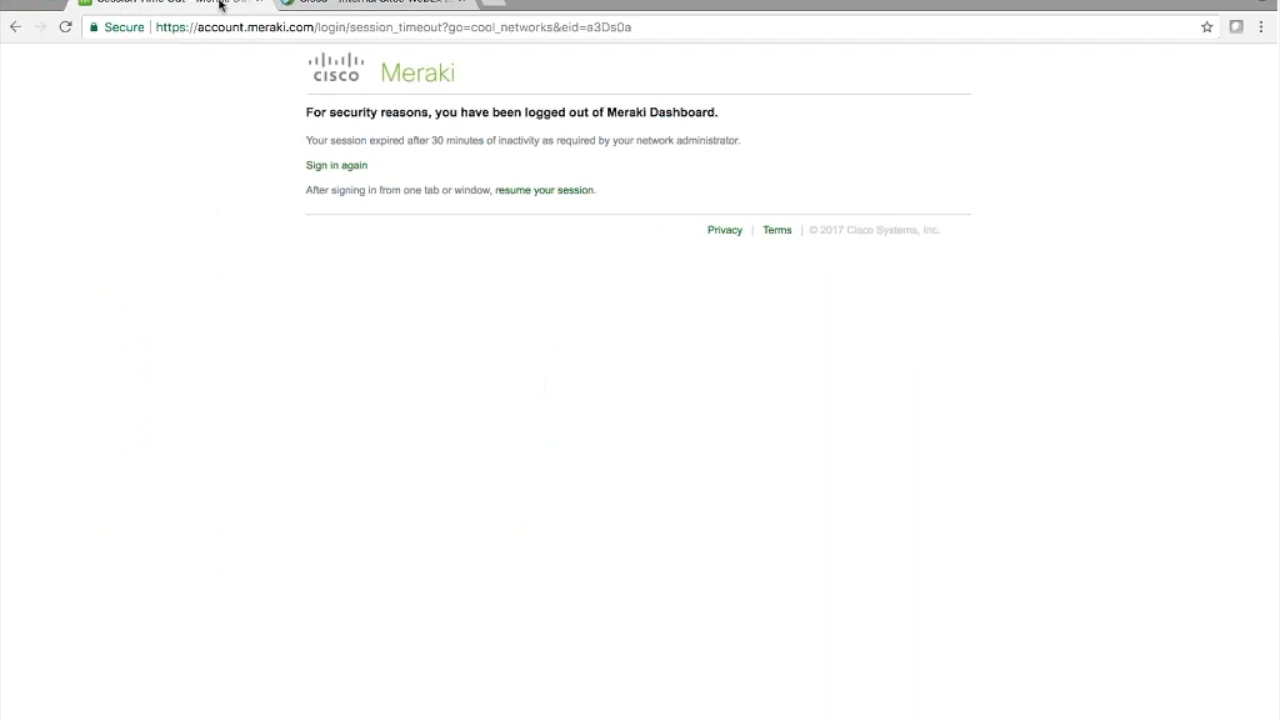 Secure | https://account.meraki.com/login/session_timeout?go=cool_networks&eid=a3Ds0a
CISCO Meraki
For security reasons, you have been logged out of Meraki Dashboard.
Your session expired after 30 minutes of inactivity as required by your network administrator.
Sign in again
After signing in from one tab or window, resume your session.
Privacy | Terms | © 2017 Cisco Systems, Inc.